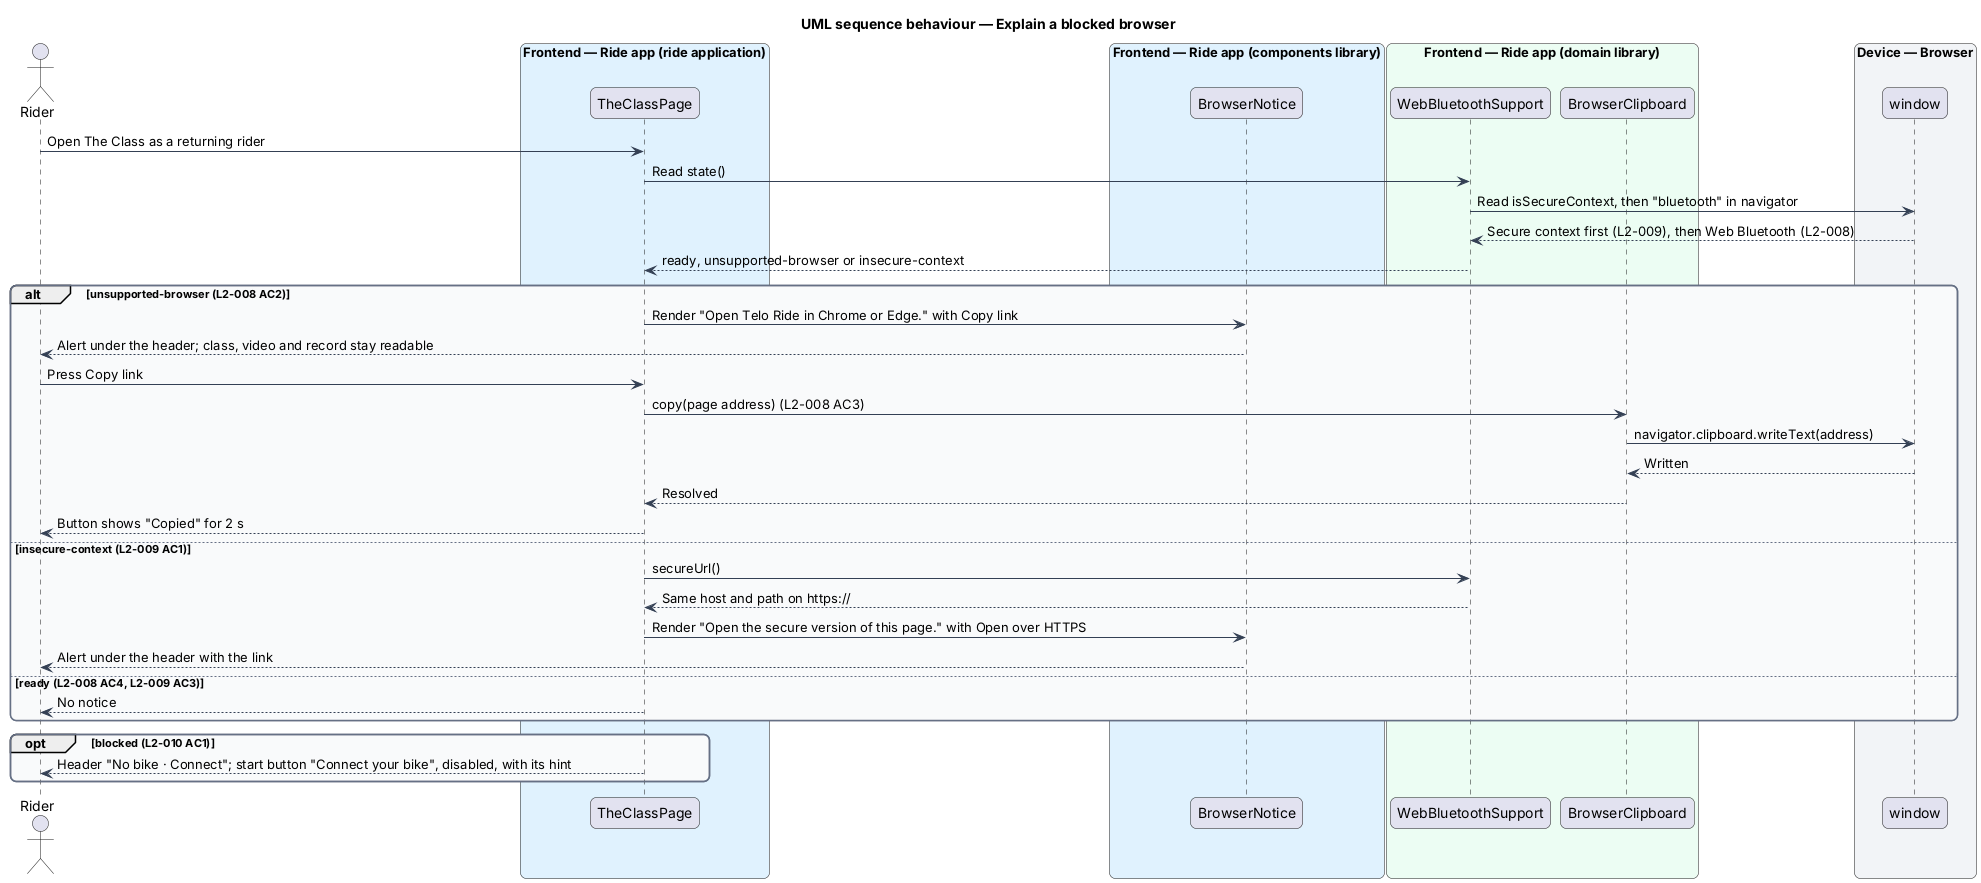 UML sequence behaviour — Explain a blocked browser
Frontend — Ride app (ride application)
Frontend — Ride app (components library)
Frontend — Ride app (domain library)
Device — Browser
Rider
TheClassPage
BrowserNotice
WebBluetoothSupport
BrowserClipboard
window
Open The Class as a returning rider
Read state()
Read isSecureContext, then "bluetooth" in navigator
Secure context first (L2-009), then Web Bluetooth (L2-008)
ready, unsupported-browser or insecure-context
alt
[unsupported-browser (L2-008 AC2)]
Render "Open Telo Ride in Chrome or Edge." with Copy link
Alert under the header; class, video and record stay readable
Press Copy link
copy(page address) (L2-008 AC3)
navigator.clipboard.writeText(address)
Written
Resolved
Button shows "Copied" for 2 s
[insecure-context (L2-009 AC1)]
secureUrl()
Same host and path on https://
Render "Open the secure version of this page." with Open over HTTPS
Alert under the header with the link
[ready (L2-008 AC4, L2-009 AC3)]
No notice
opt
[blocked (L2-010 AC1)]
Header "No bike · Connect"; start button "Connect your bike", disabled, with its hint
Rider
TheClassPage
BrowserNotice
WebBluetoothSupport
BrowserClipboard
window